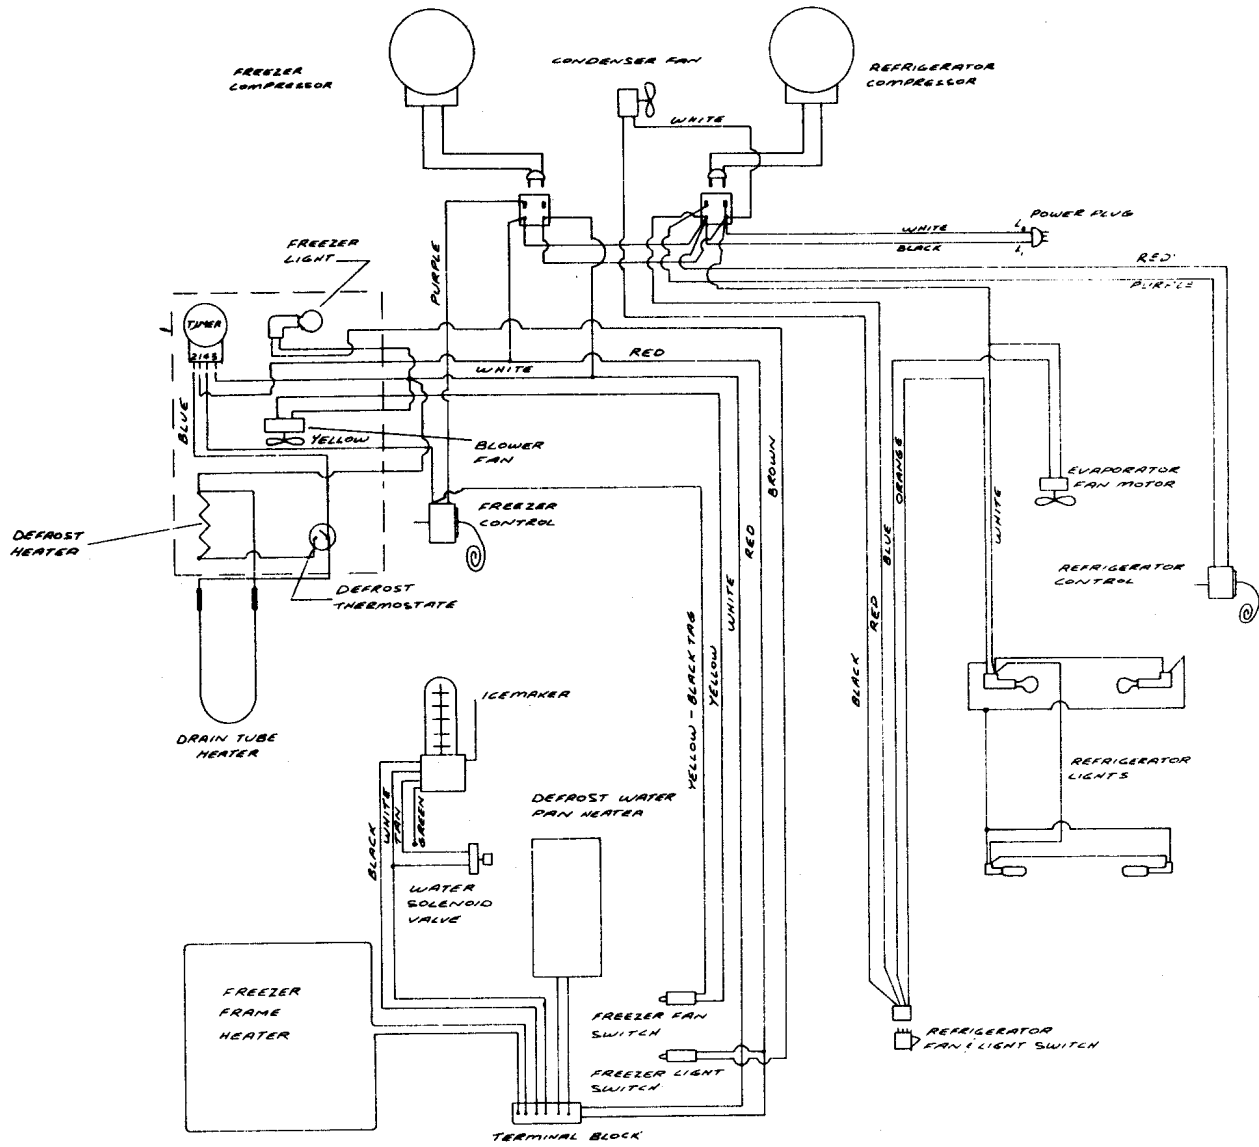 FREEZER
COMPRESSOR
CONDENSER FAN
REFRIGERATOR
COMPRESSOR
WHITE
POWER PLUG
L2
WHITE
BLACK
L1
RED
PURPLE
FREEZER
LIGHT
PURPLE
TIMER
2143
RED
WHITE
BLUE
YELLOW
BLOWER
FAN
BROWN
ORANGE
EVAPORATOR
FAN MOTOR
FREEZER
CONTROL
DEFROST
HEATER
RED
BLUE
WHITE
REFRIGERATOR
CONTROL
DEFROST
THERMOSTATE
WHITE
RED
YELLOW
YELLOW - BLACK TAG
BLACK
ICEMAKER
DRAIN TUBE
HEATER
REFRIGERATOR
LIGHTS
DEFROST WATER
PAN HEATER
BLACK
WHITE
TAN
GREEN
WATER
SOLENOID
VALVE
FREEZER
FRAME
HEATER
FREEZER FAN
SWITCH
REFRIGERATOR
FAN & LIGHT SWITCH
FREEZER LIGHT
SWITCH
TERMINAL BLOCK